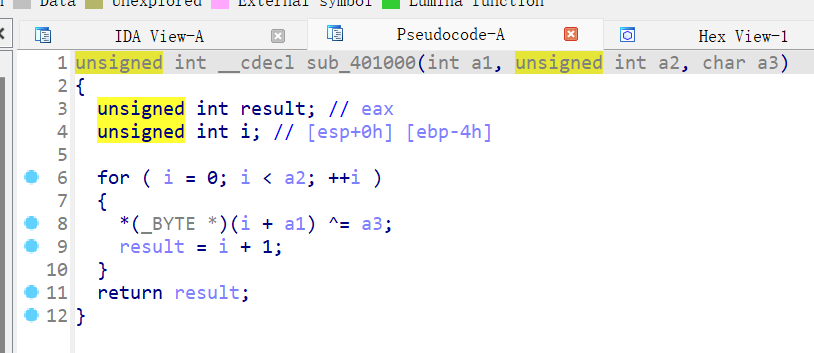 Data Unexplored External symbol Lumina function
IDA View-A Pseudocode-A Hex View-1
1 unsigned int __cdecl sub_401000(int a1, unsigned int a2, char a3)
2 {
3 unsigned int result; // eax
4 unsigned int i; // [esp+0h] [ebp-4h]
5
6 for ( i = 0; i < a2; ++i )
7 {
8 *(_BYTE *)(i + a1) ^= a3;
9 result = i + 1;
10 }
11 return result;
12 }